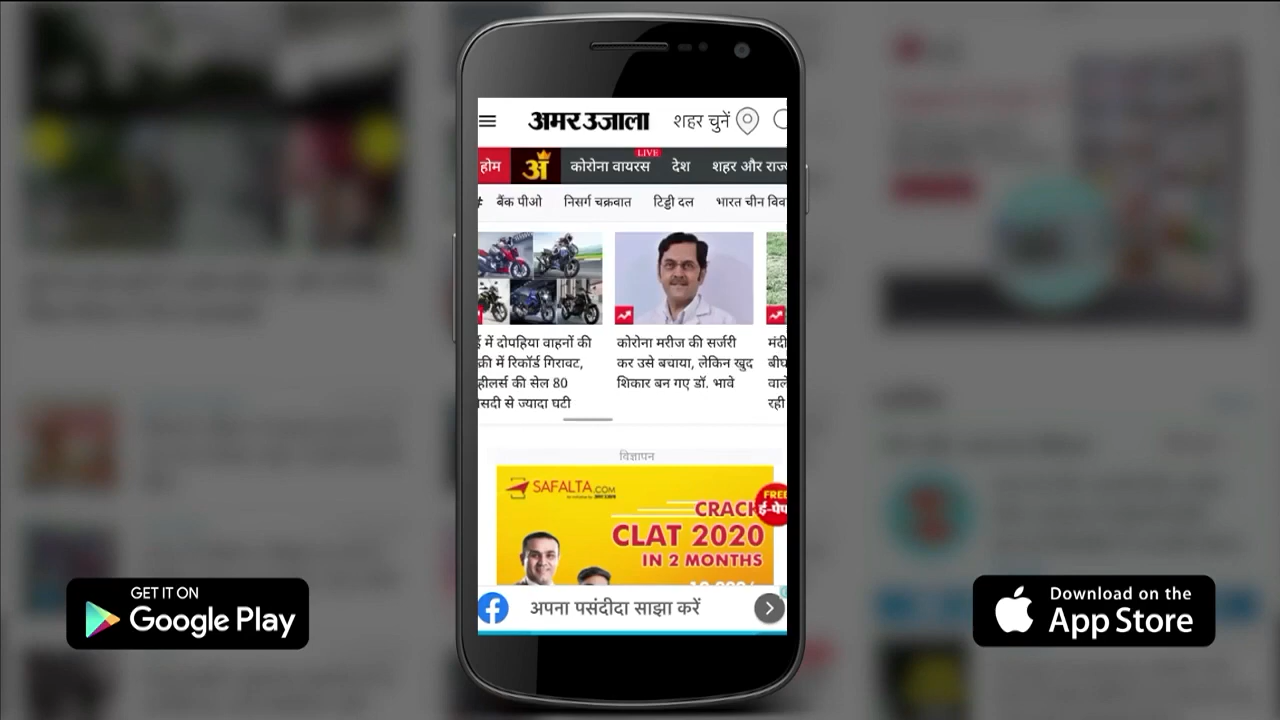 अमर उजाला
शहर चुनें
होम
अं
कोरोना वायरस
LIVE
देश
शहर और राज्
# बैंक पीओ
निसर्ग चक्रवात
टिड्डी दल
भारत चीन विवा
ई में दोपहिया वाहनों की
क्री में रिकॉर्ड गिरावट,
हीलर्स की सेल 80
सदी से ज्यादा घटी
कोरोना मरीज की सर्जरी
कर उसे बचाया, लेकिन खुद
शिकार बन गए डॉ. भावे
मंदी
बीघ
वाले
रही
विज्ञापन
SAFALTA.COM
CRACK
CLAT 2020
IN 2 MONTHS
FREE
ई-पेप
अपना पसंदीदा साझा करें
GET IT ON
Google Play
Download on the
App Store